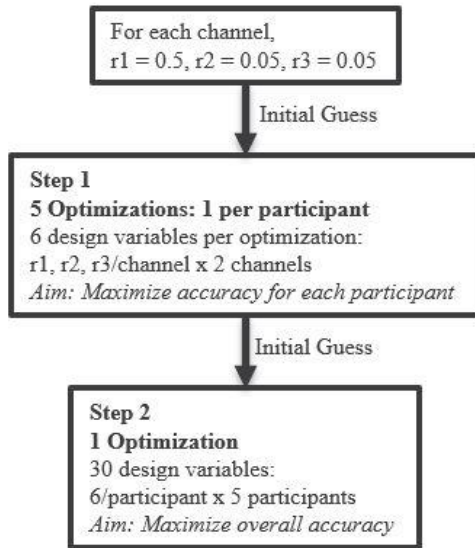 For each channel,
r1 = 0.5, r2 = 0.05, r3 = 0.05
Initial Guess
Step 1
5 Optimizations: 1 per participant
6 design variables per optimization:
r1, r2, r3/channel x 2 channels
Aim: Maximize accuracy for each participant
Initial Guess
Step 2
1 Optimization
30 design variables:
6/participant x 5 participants
Aim: Maximize overall accuracy